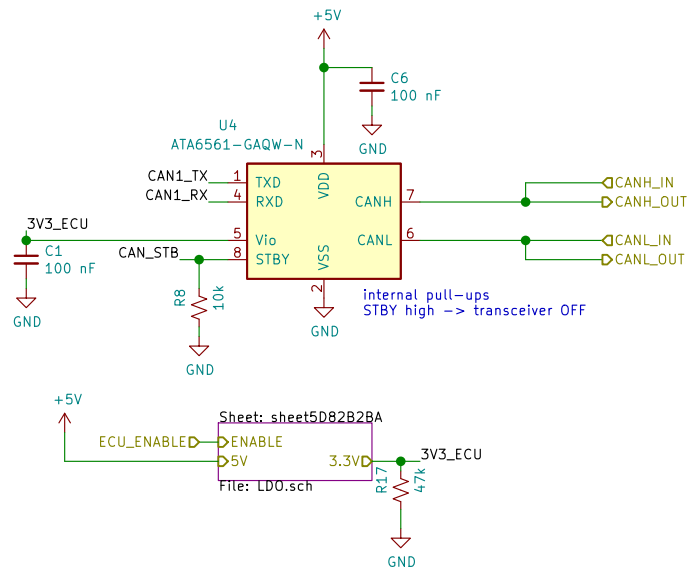 +5V
C6
100 nF
GND
U4
ATA6561-GAQW-N
3
VDD
CAN1_TX 1 TXD
CAN1_RX 4 RXD
CANH 7
CANH_IN
CANH_OUT
3V3_ECU
5 Vio
CANL 6
CANL_IN
CANL_OUT
C1
100 nF
GND
CAN_STB 8 STBY
VSS
2
GND
R8
10k
GND
internal pull-ups
STBY high -> transceiver OFF
+5V
Sheet: sheet5D82B2BA
ECU_ENABLE ENABLE
5V
3.3V
3V3_ECU
File: LDO.sch
R17
47k
GND